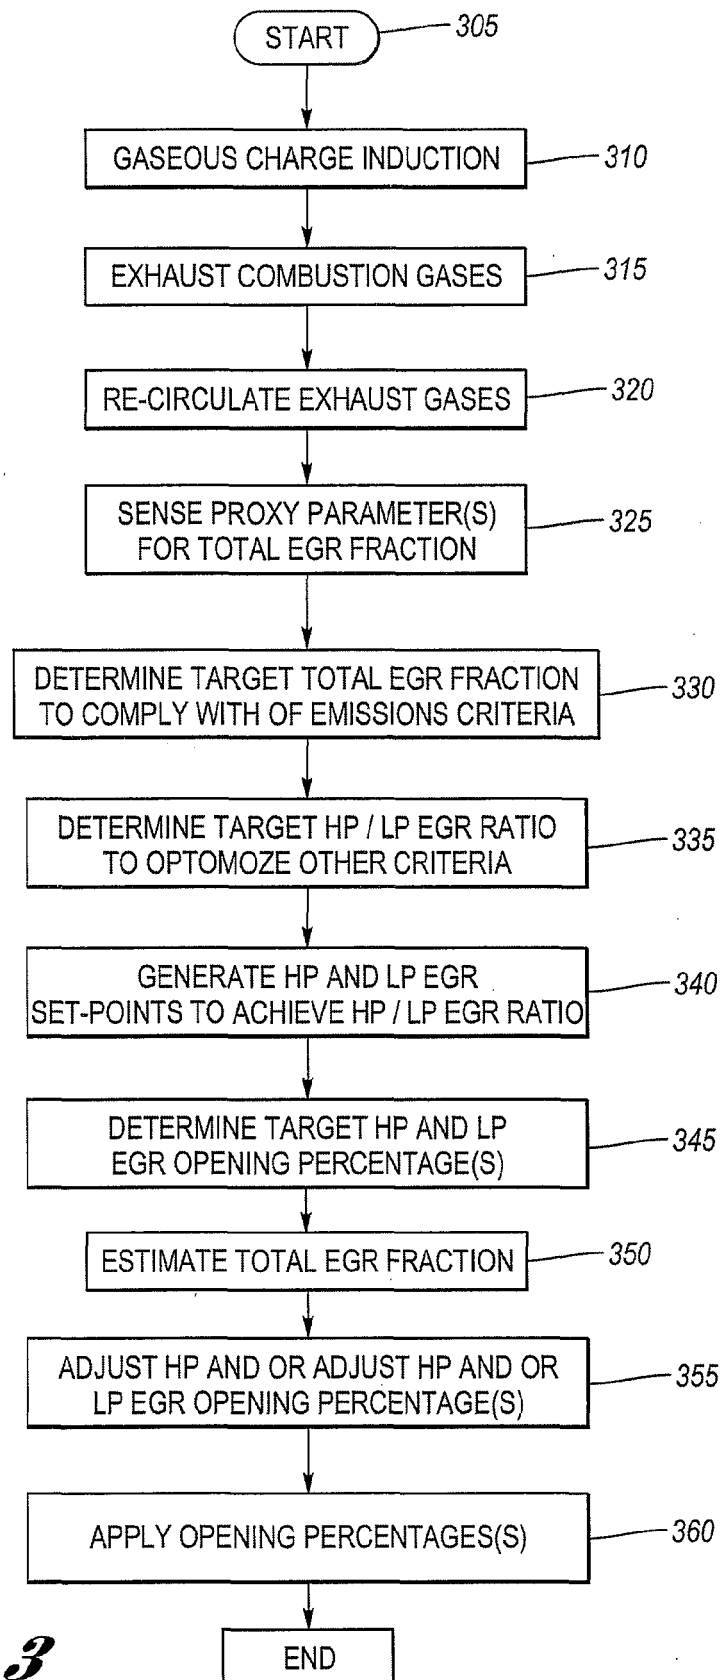 START
305
GASEOUS CHARGE INDUCTION
310
EXHAUST COMBUSTION GASES
315
RE-CIRCULATE EXHAUST GASES
320
SENSE PROXY PARAMETER(S)
FOR TOTAL EGR FRACTION
325
DETERMINE TARGET TOTAL EGR FRACTION
TO COMPLY WITH OF EMISSIONS CRITERIA
330
DETERMINE TARGET HP / LP EGR RATIO
TO OPTOMOZE OTHER CRITERIA
335
GENERATE HP AND LP EGR
SET-POINTS TO ACHIEVE HP / LP EGR RATIO
340
DETERMINE TARGET HP AND LP
EGR OPENING PERCENTAGE(S)
345
ESTIMATE TOTAL EGR FRACTION
350
ADJUST HP AND OR ADJUST HP AND OR
LP EGR OPENING PERCENTAGE(S)
355
APPLY OPENING PERCENTAGES(S)
360
END
3